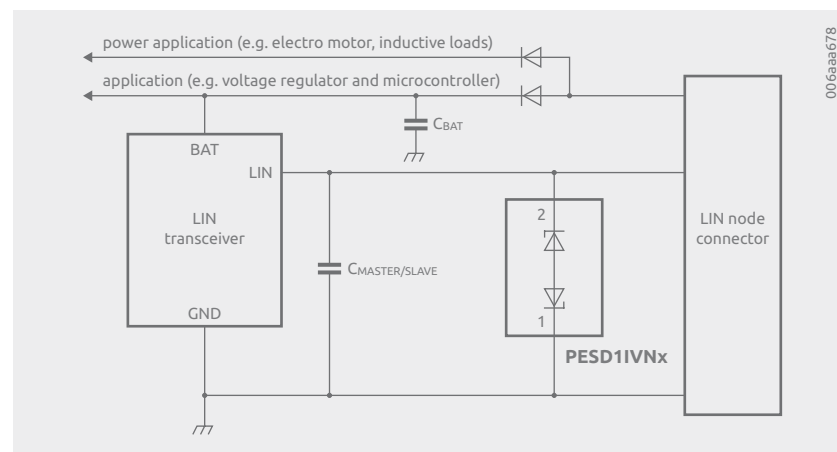 power application (e.g. electro motor, inductive loads)
application (e.g. voltage regulator and microcontroller)
006aaa678
CBAT
BAT
LIN
LIN
transceiver
GND
CMASTER/SLAVE
2
1
PESD1IVNx
LIN node
connector